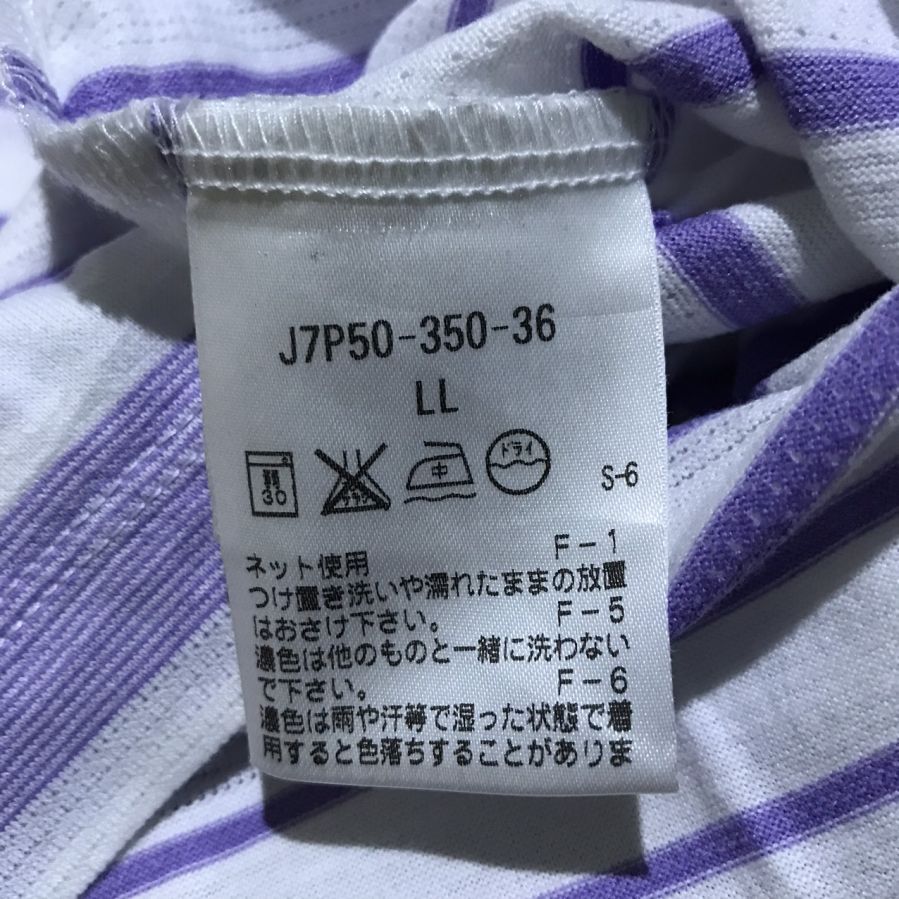 J7P50-350-36
LL
弱
30
中
ドライ
S-6
ネット使用 F-1
つけ置き洗いや濡れたままの放置
はおさけ下さい。 F-5
濃色は他のものと一緒に洗わない
で下さい。 F-6
濃色は雨や汗等で湿った状態で着
用すると色落ちすることがありま